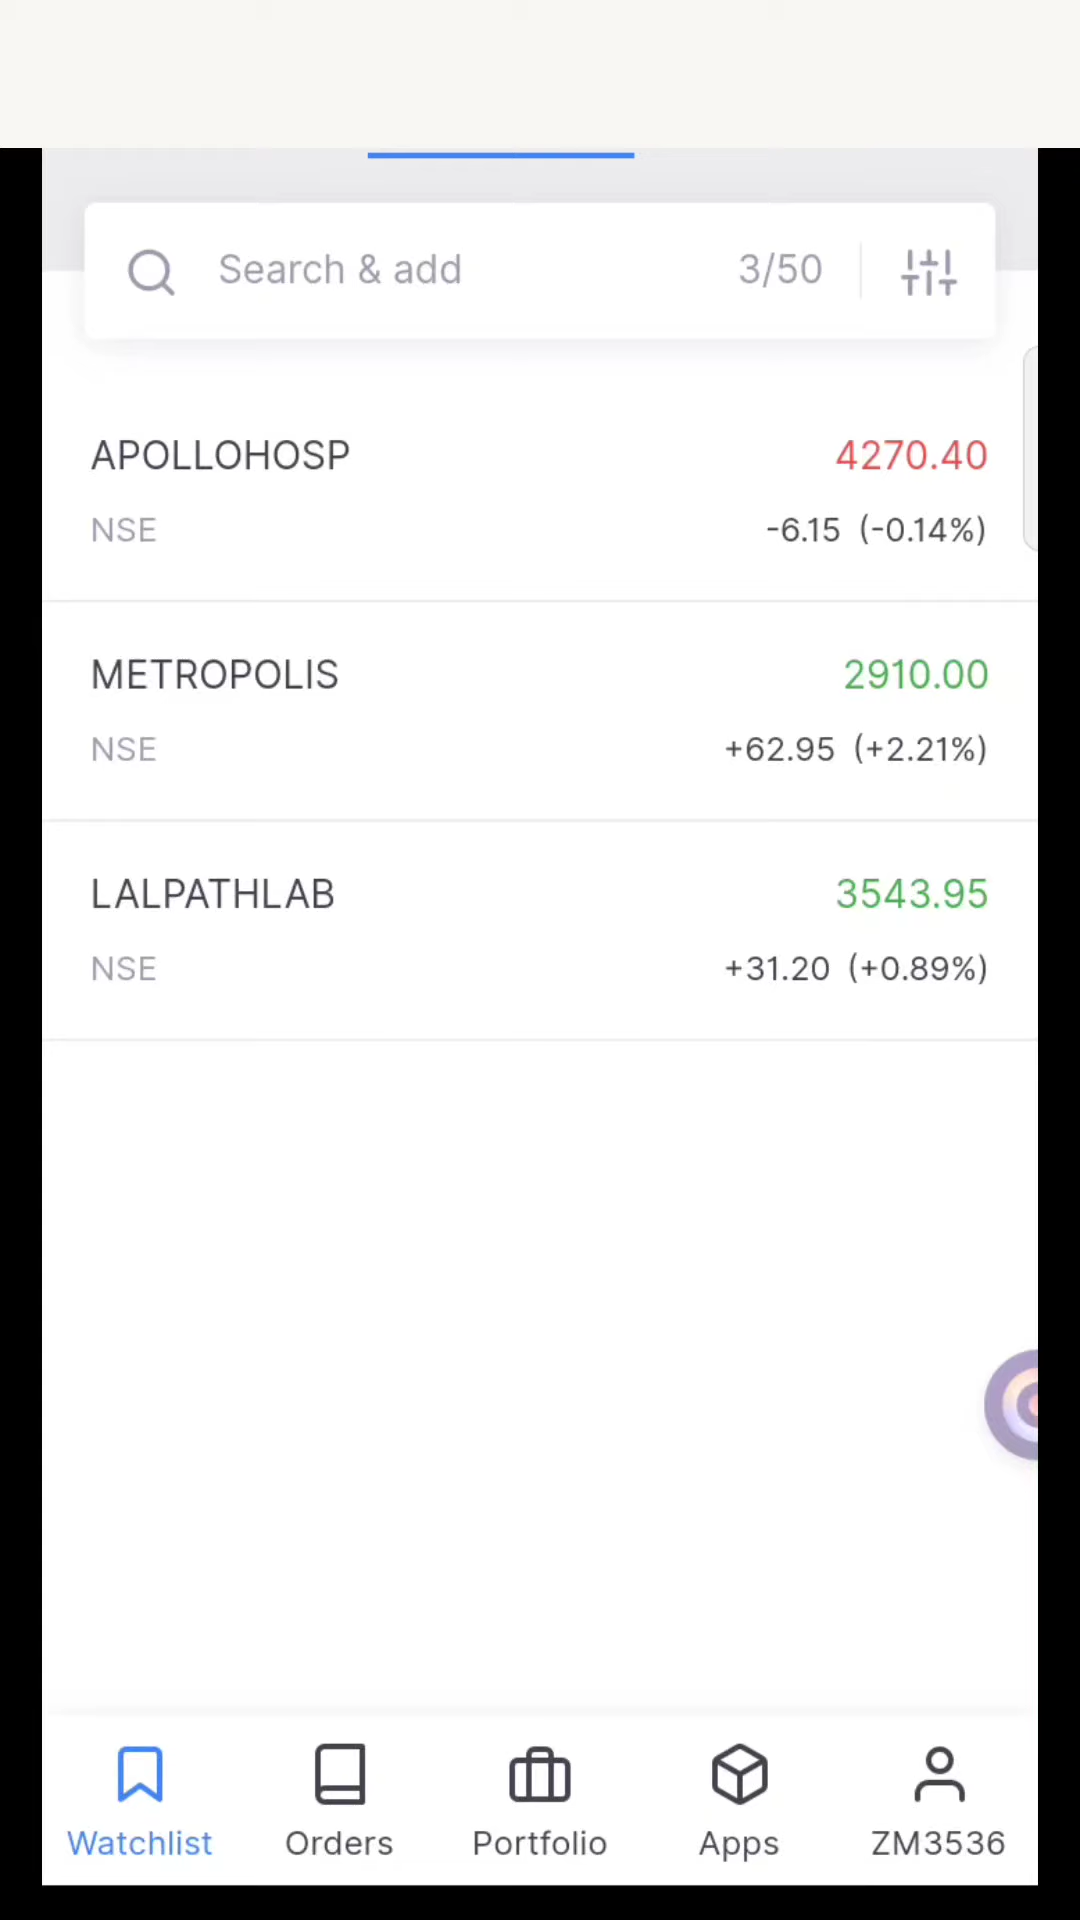 Search & add 3/50
APOLLOHOSP 4270.40
NSE -6.15 (-0.14%)
METROPOLIS 2910.00
NSE +62.95 (+2.21%)
LALPATHLAB 3543.95
NSE +31.20 (+0.89%)
Watchlist Orders Portfolio Apps ZM3536